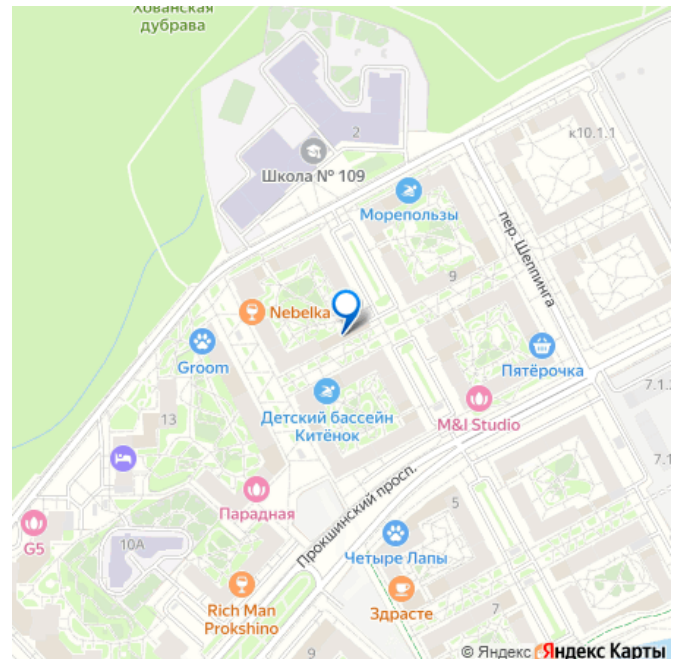 Хованская
дубрава
2
к10.1.1
Школа № 109
Морепользы
пер. Шеппинга
9
Nebelka
Groom
Пятёрочка
7.1.
Детский бассейн
Китёнок
M&I Studio
13
Парадная
Прокшинский просп.
7.1
5
G5
10А
Четыре Лапы
Rich Man
Prokshino
Здрасте
7
9
© Яндекс Яндекс Карты